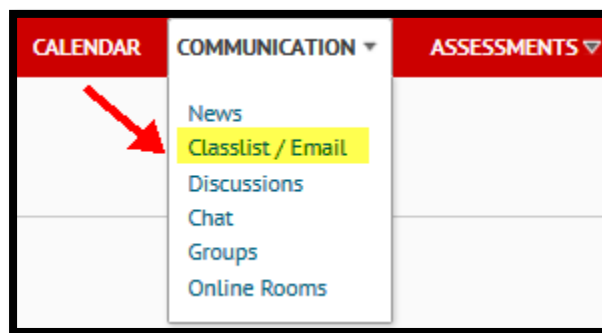 CALENDAR COMMUNICATION ASSESSMENTS
News
Classlist / Email
Discussions
Chat
Groups
Online Rooms